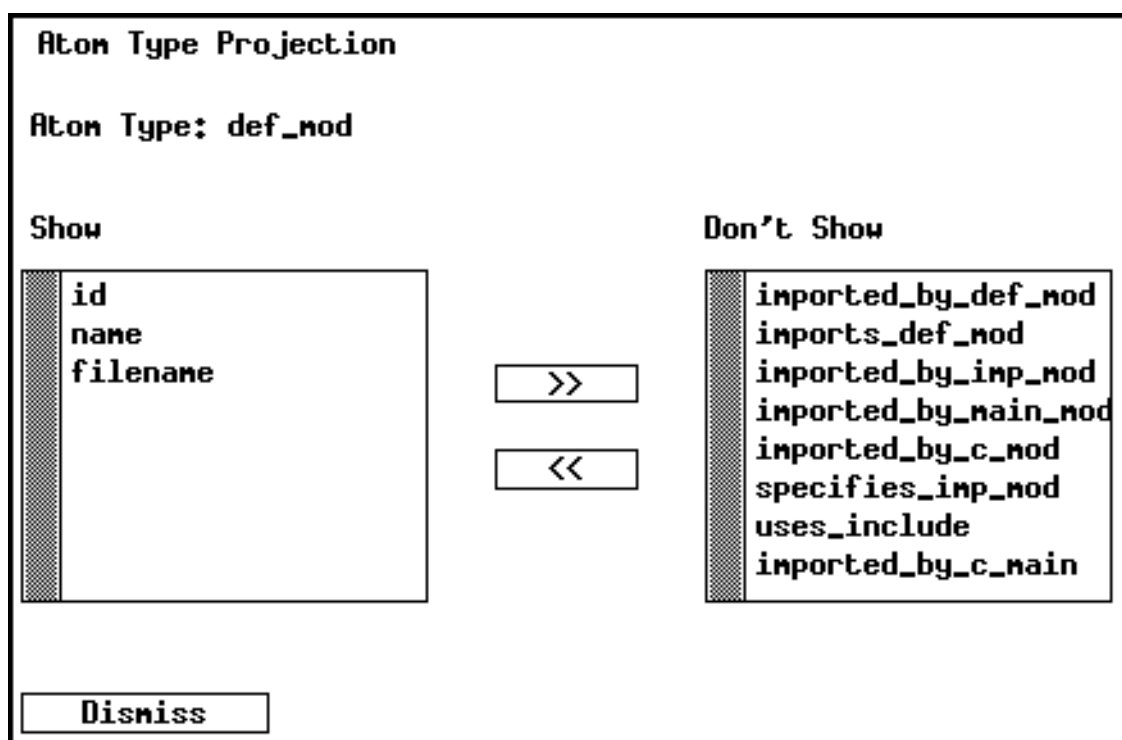 Atom Type Projection
Atom Type: def_mod
Show
Don't Show
id
name
filename
>>
<<
imported_by_def_mod
imports_def_mod
imported_by_imp_mod
imported_by_main_mod
imported_by_c_mod
specifies_imp_mod
uses_include
imported_by_c_main
Dismiss